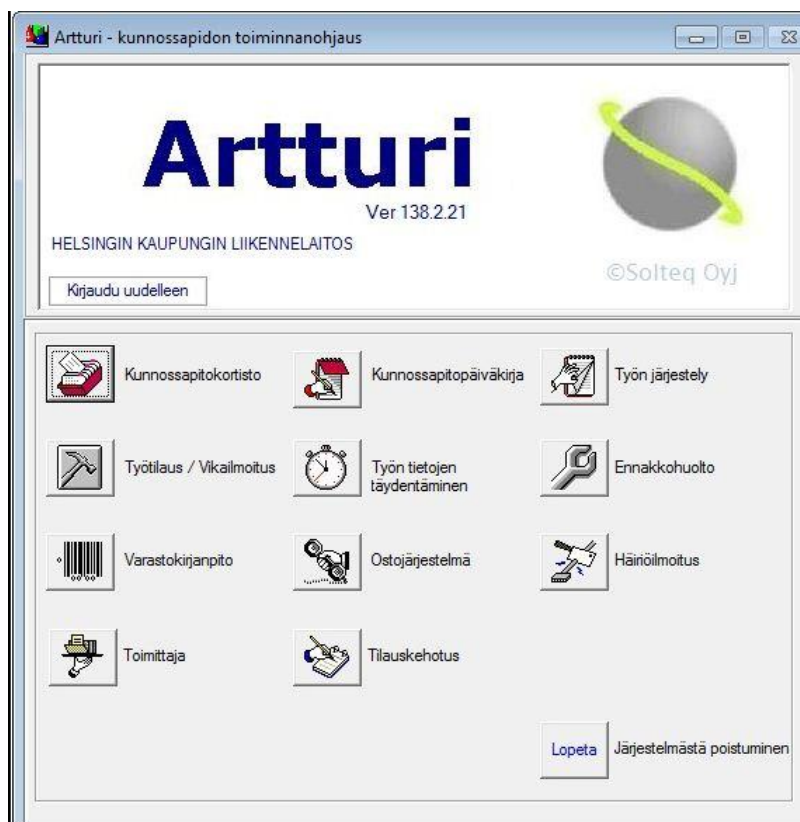 Artturi - kunnossapidon toiminnanohjaus
Artturi
Ver 138.2.21
HELSINGIN KAUPUNGIN LIIKENNELAITOS
©Solteq Oyj
Kirjaudu uudelleen
Kunnossapitokortisto
Kunnossapitopäiväkirja
Työn järjestely
Työtilaus / Vikailmoitus
Työn tietojen
täydentäminen
Ennakkohuolto
Varastokirjanpito
Ostojärjestelmä
Häiriöilmoitus
Toimittaja
Tilauskehotus
Lopeta
Järjestelmästä poistuminen